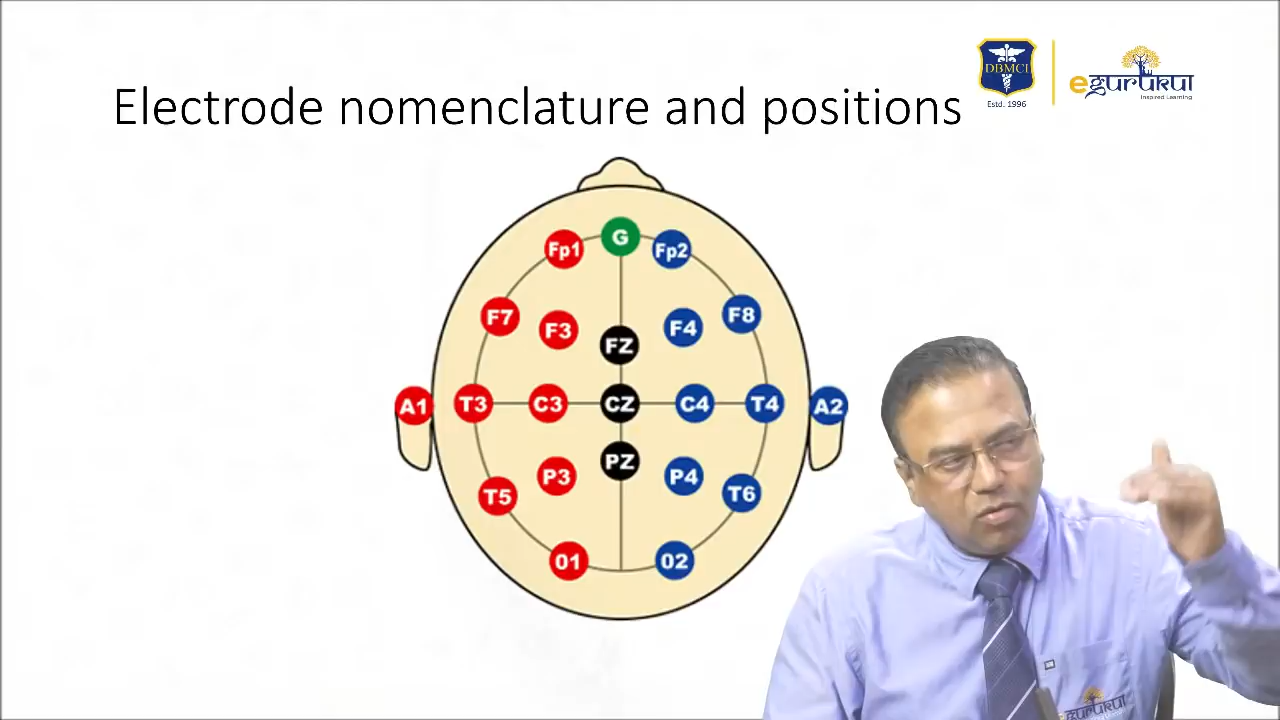 Electrode nomenclature and positions
DBMCI
Estd. 1996
eGurukul
Inspired Learning
G
Fp1
Fp2
F7
F3
FZ
F4
F8
A1
T3
C3
CZ
C4
T4
A2
T5
P3
PZ
P4
T6
01
02
eGurukul